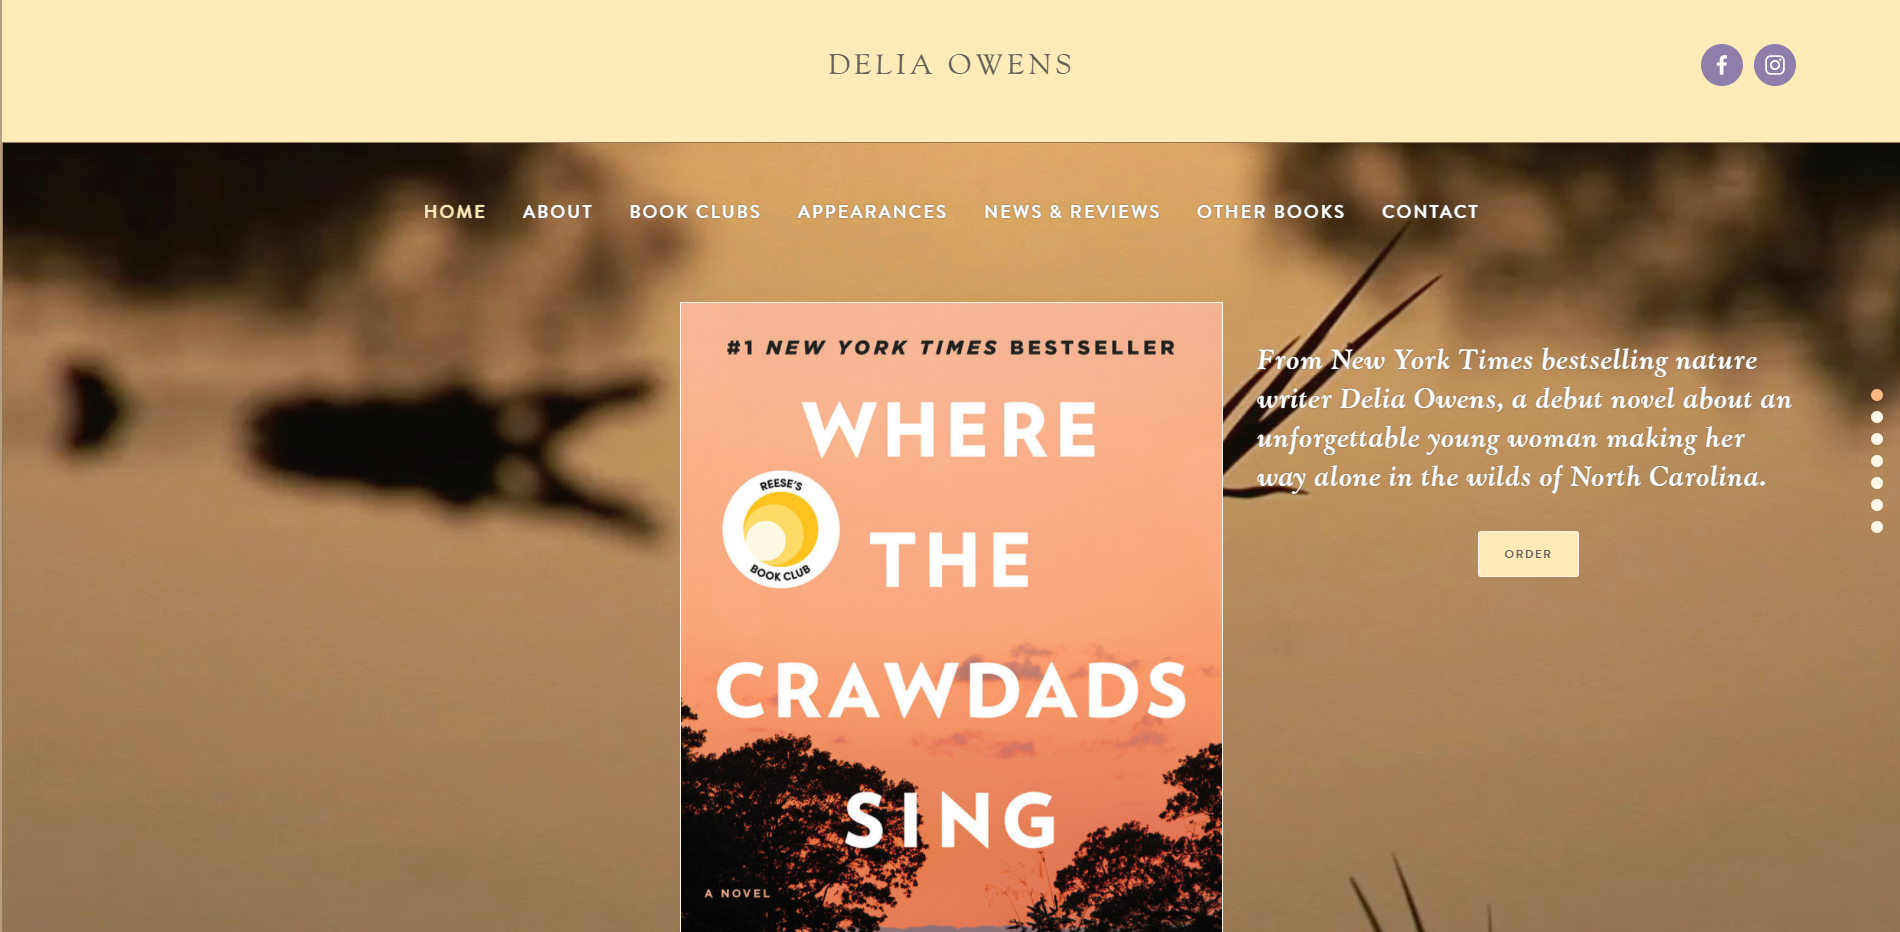 DELIA OWENS
HOME ABOUT BOOK CLUBS APPEARANCES NEWS & REVIEWS OTHER BOOKS CONTACT
#1 NEW YORK TIMES BESTSELLER
WHERE
REESE'S
BOOK CLUB
THE
CRAWDADS
SING
A NOVEL
From New York Times bestselling nature
writer Delia Owens, a debut novel about an
unforgettable young woman making her
way alone in the wilds of North Carolina.
ORDER